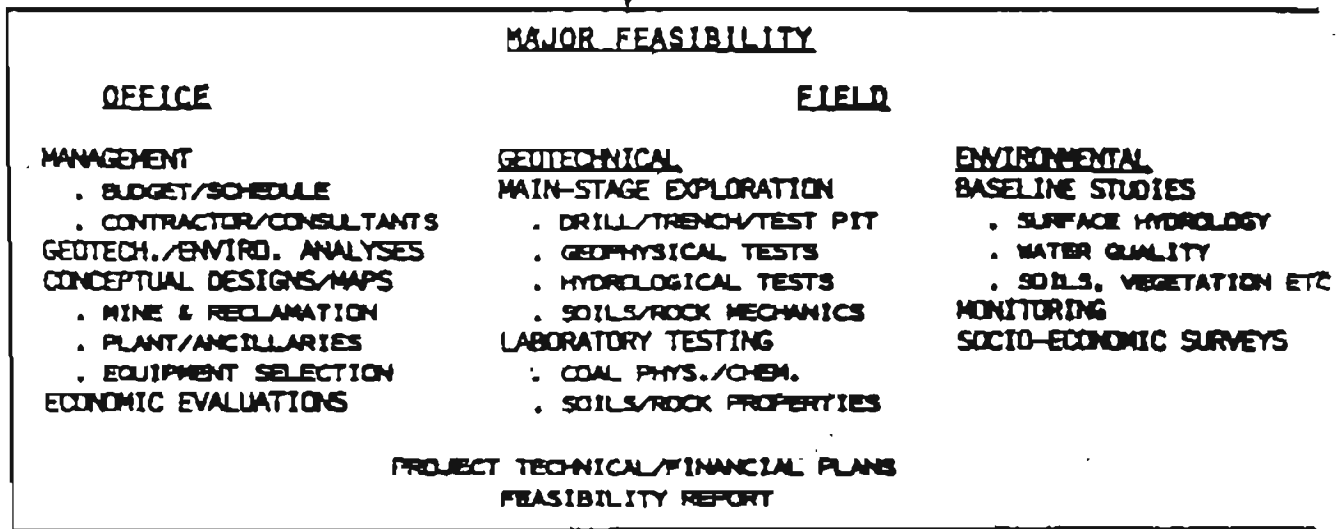 MAJOR FEASIBILITY
OFFICE
MANAGEMENT
. BUDGET/SCHEDULE
. CONTRACTOR/CONSULTANTS
GEOTECH./ENVIRO. ANALYSES
CONCEPTUAL DESIGNS/MAPS
. MINE & RECLAMATION
. PLANT/ANCILLARIES
. EQUIPMENT SELECTION
ECONOMIC EVALUATIONS
FIELD
GEOTECHNICAL
MAIN-STAGE EXPLORATION
. DRILL/TRENCH/TEST PIT
. GEOPHYSICAL TESTS
. HYDROLOGICAL TESTS
. SOILS/ROCK MECHANICS
LABORATORY TESTING
. COAL PHYS./CHEM.
. SOILS/ROCK PROPERTIES
ENVIRONMENTAL
BASELINE STUDIES
. SURFACE HYDROLOGY
. WATER QUALITY
. SOILS, VEGETATION ETC
MONITORING
SOCIO-ECONOMIC SURVEYS
PROJECT TECHNICAL/FINANCIAL PLANS
FEASIBILITY REPORT